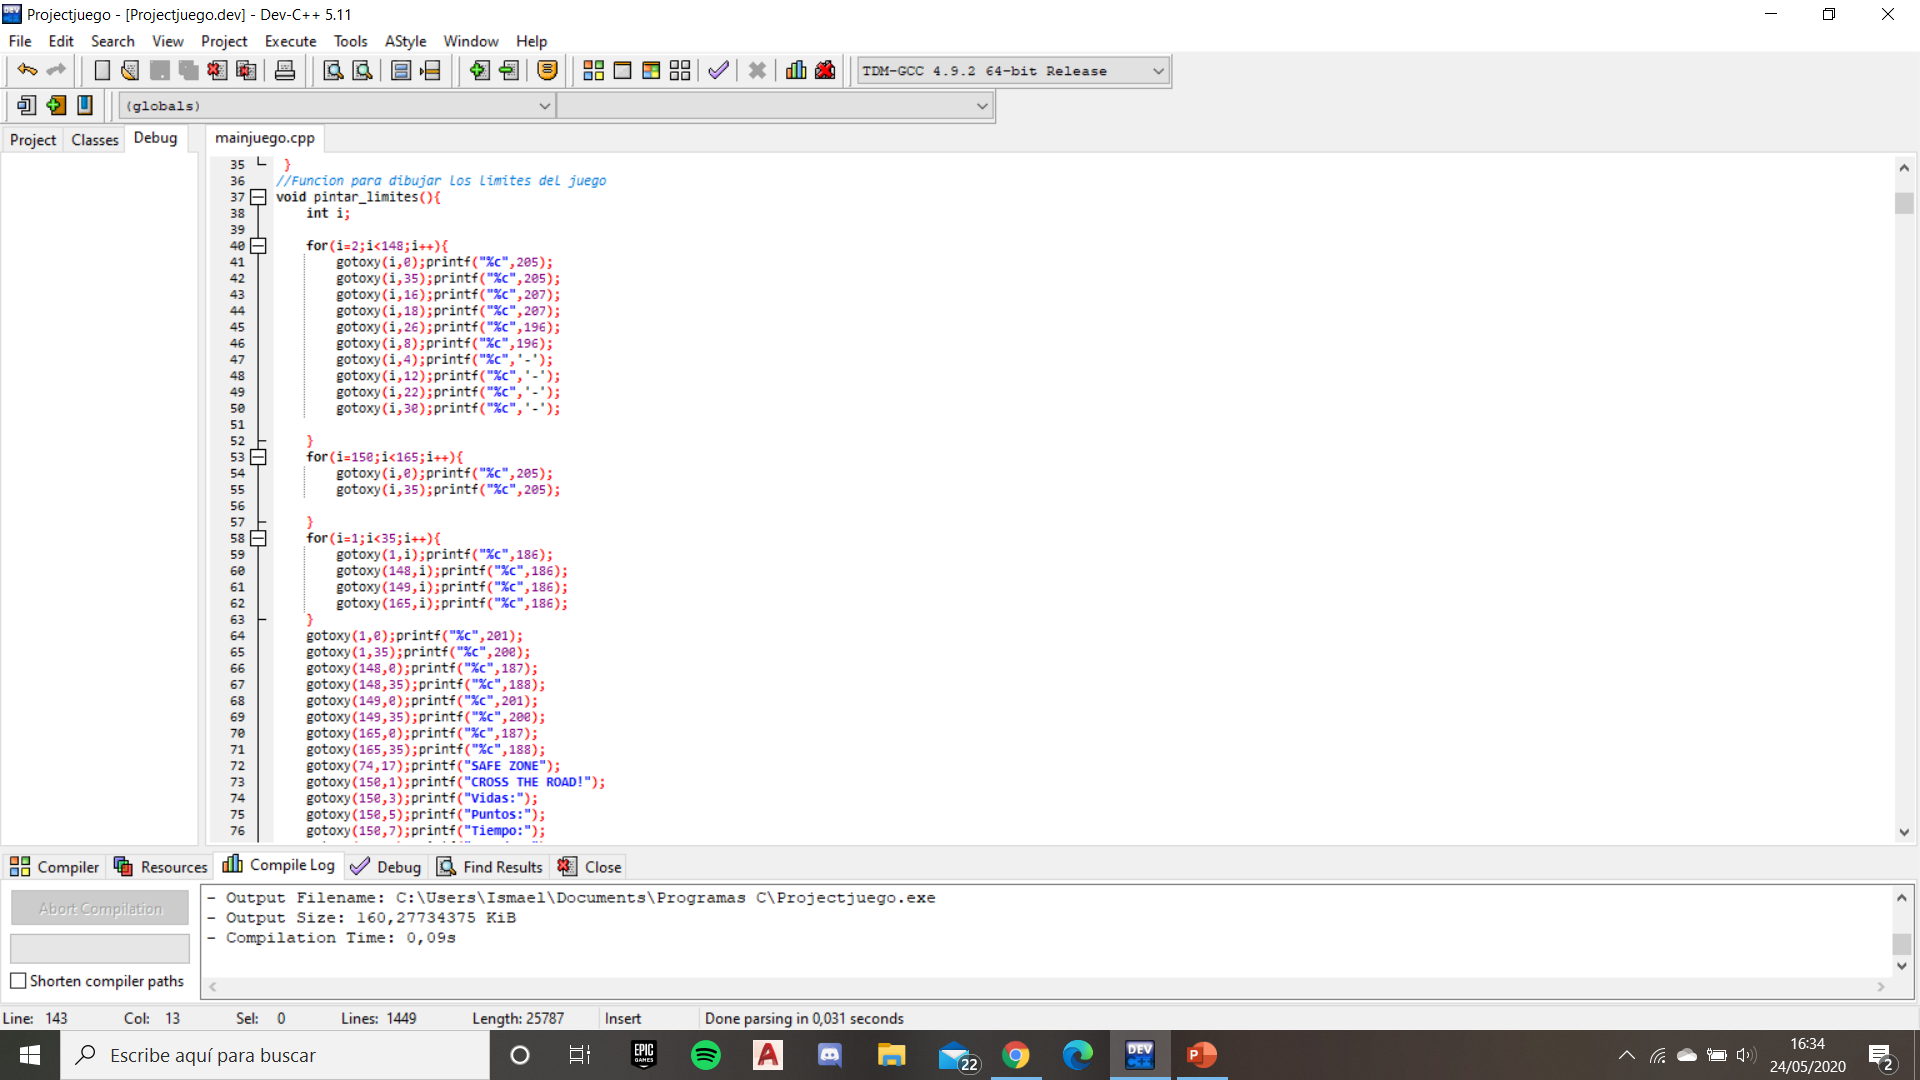 Projectjuego - [Projectjuego.dev] - Dev-C++ 5.11
File Edit Search View Project Execute Tools AStyle Window Help
TDM-GCC 4.9.2 64-bit Release
(globals)
Project Classes Debug mainjuego.cpp
35 }
36 //Funcion para dibujar los limites del juego
37 void pintar_limites(){
38 int i;
39
40 for(i=2;i<148;i++){
41 gotoxy(i,0);printf("%c",205);
42 gotoxy(i,35);printf("%c",205);
43 gotoxy(i,16);printf("%c",207);
44 gotoxy(i,18);printf("%c",207);
45 gotoxy(i,26);printf("%c",196);
46 gotoxy(i,8);printf("%c",196);
47 gotoxy(i,4);printf("%c",'-');
48 gotoxy(i,12);printf("%c",'-');
49 gotoxy(i,22);printf("%c",'-');
50 gotoxy(i,30);printf("%c",'-');
51
52 }
53 for(i=150;i<165;i++){
54 gotoxy(i,0);printf("%c",205);
55 gotoxy(i,35);printf("%c",205);
56
57 }
58 for(i=1;i<35;i++){
59 gotoxy(1,i);printf("%c",186);
60 gotoxy(148,i);printf("%c",186);
61 gotoxy(149,i);printf("%c",186);
62 gotoxy(165,i);printf("%c",186);
63 }
64 gotoxy(1,0);printf("%c",201);
65 gotoxy(1,35);printf("%c",200);
66 gotoxy(148,0);printf("%c",187);
67 gotoxy(148,35);printf("%c",188);
68 gotoxy(149,0);printf("%c",201);
69 gotoxy(149,35);printf("%c",200);
70 gotoxy(165,0);printf("%c",187);
71 gotoxy(165,35);printf("%c",188);
72 gotoxy(74,17);printf("SAFE ZONE");
73 gotoxy(150,1);printf("CROSS THE ROAD!");
74 gotoxy(150,3);printf("Vidas:");
75 gotoxy(150,5);printf("Puntos:");
76 gotoxy(150,7);printf("Tiempo:");
Compiler Resources Compile Log Debug Find Results Close
Abort Compilation
Shorten compiler paths
- Output Filename: C:\Users\Ismael\Documents\Programas C\Projectjuego.exe
- Output Size: 160,27734375 KiB
- Compilation Time: 0,09s
Line: 143 Col: 13 Sel: 0 Lines: 1449 Length: 25787 Insert Done parsing in 0,031 seconds
Escribe aquí para buscar
EPIC GAMES
22
DEV C++
16:34
24/05/2020
2